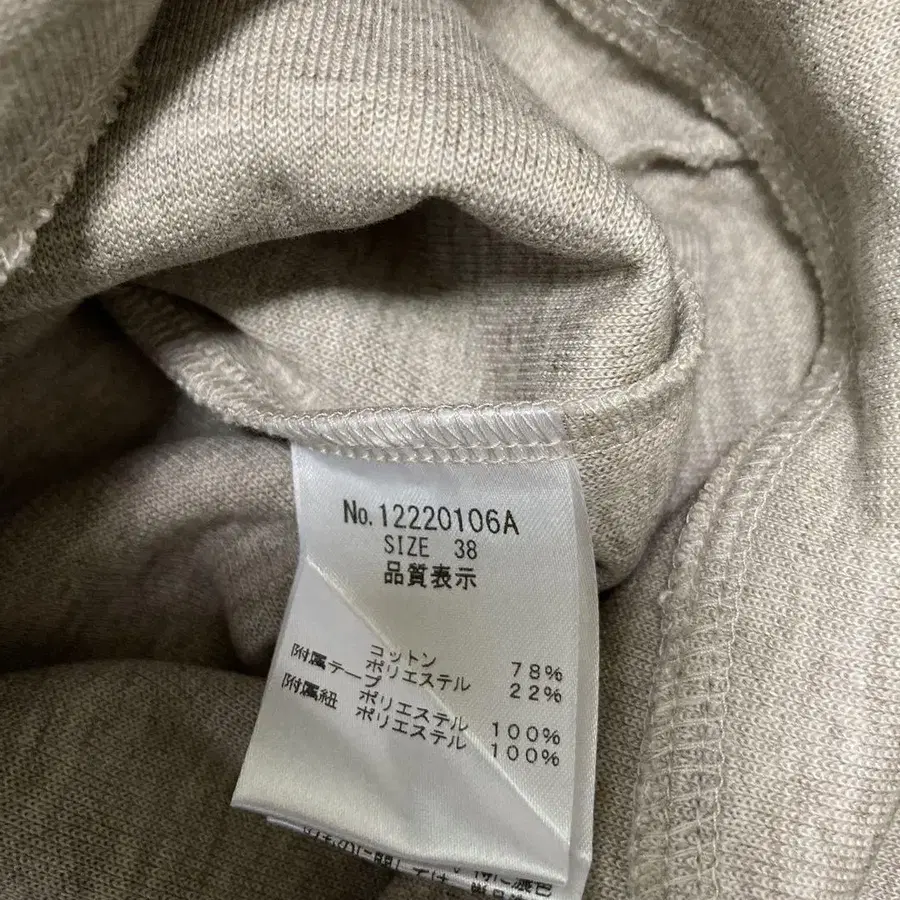 No.12220106A
SIZE 38
品質表示
コットン 78%
ポリエステル 22%
附属テープ ポリエステル 100%
附属紐 ポリエステル 100%